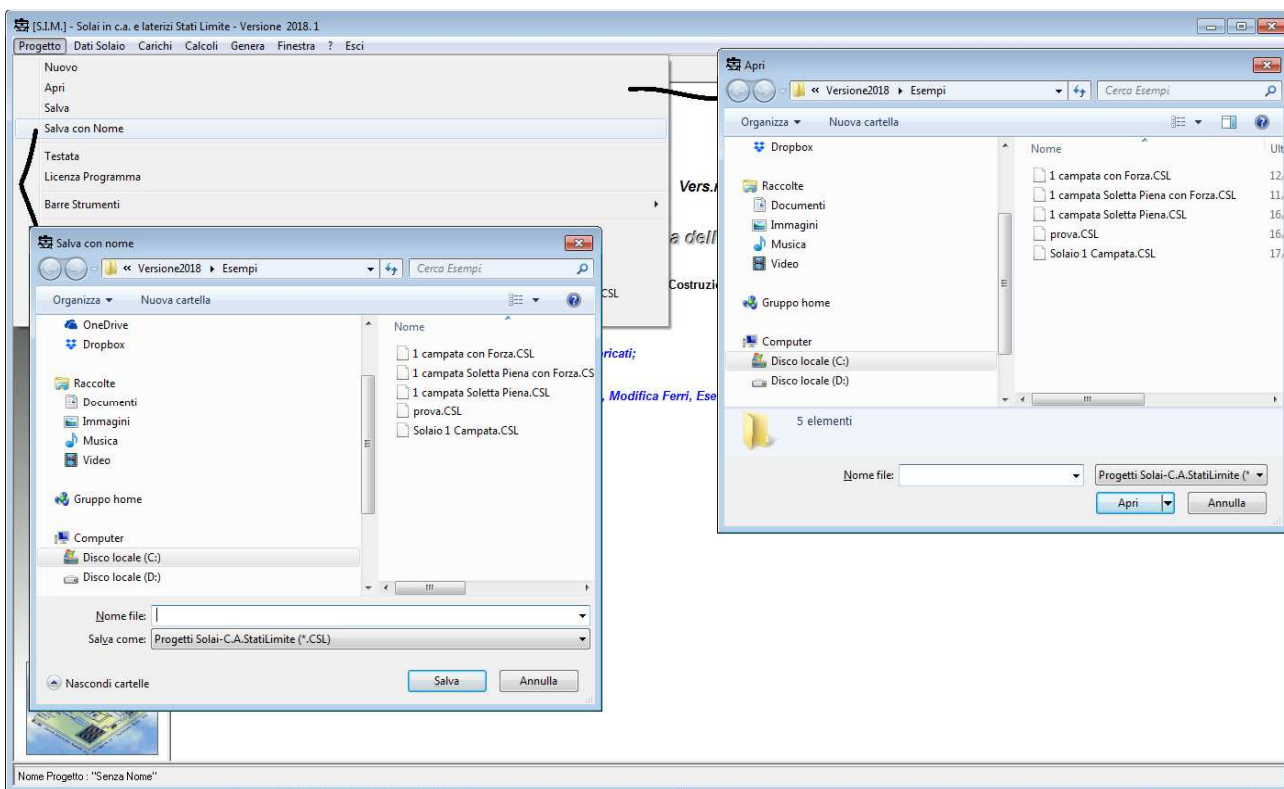 [S.I.M.] - Solai in c.a. e laterizi Stati Limite - Versione 2018.1
Progetto Dati Solaio Carichi Calcoli Genera Finestra ? Esci
Nuovo
Apri
Salva
Salva con Nome
Testata
Licenza Programma
Barre Strumenti
Vers.
a dell
Costruzi
CSL
ricati;
, Modifica Ferri, Ese
Salva con nome
« Versione2018 Esempi
Cerca Esempi
Organizza Nuova cartella
OneDrive
Dropbox
Raccolte
Documenti
Immagini
Musica
Video
Gruppo home
Computer
Disco locale (C:)
Disco locale (D:)
Nome
1 campata con Forza.CSL
1 campata Soletta Piena con Forza.CS
1 campata Soletta Piena.CSL
prova.CSL
Solaio 1 Campata.CSL
Nome file:
Salva come: Progetti Solai-C.A.StatiLimite (*.CSL)
Nascondi cartelle
Salva Annulla
Apri
« Versione2018 Esempi
Cerca Esempi
Organizza Nuova cartella
Dropbox
Raccolte
Documenti
Immagini
Musica
Video
Gruppo home
Computer
Disco locale (C:)
Disco locale (D:)
Nome Ult
1 campata con Forza.CSL 12,
1 campata Soletta Piena con Forza.CSL 11,
1 campata Soletta Piena.CSL 16,
prova.CSL 16,
Solaio 1 Campata.CSL 17,
5 elementi
Nome file:
Progetti Solai-C.A.StatiLimite (*
Apri Annulla
Nome Progetto : "Senza Nome"